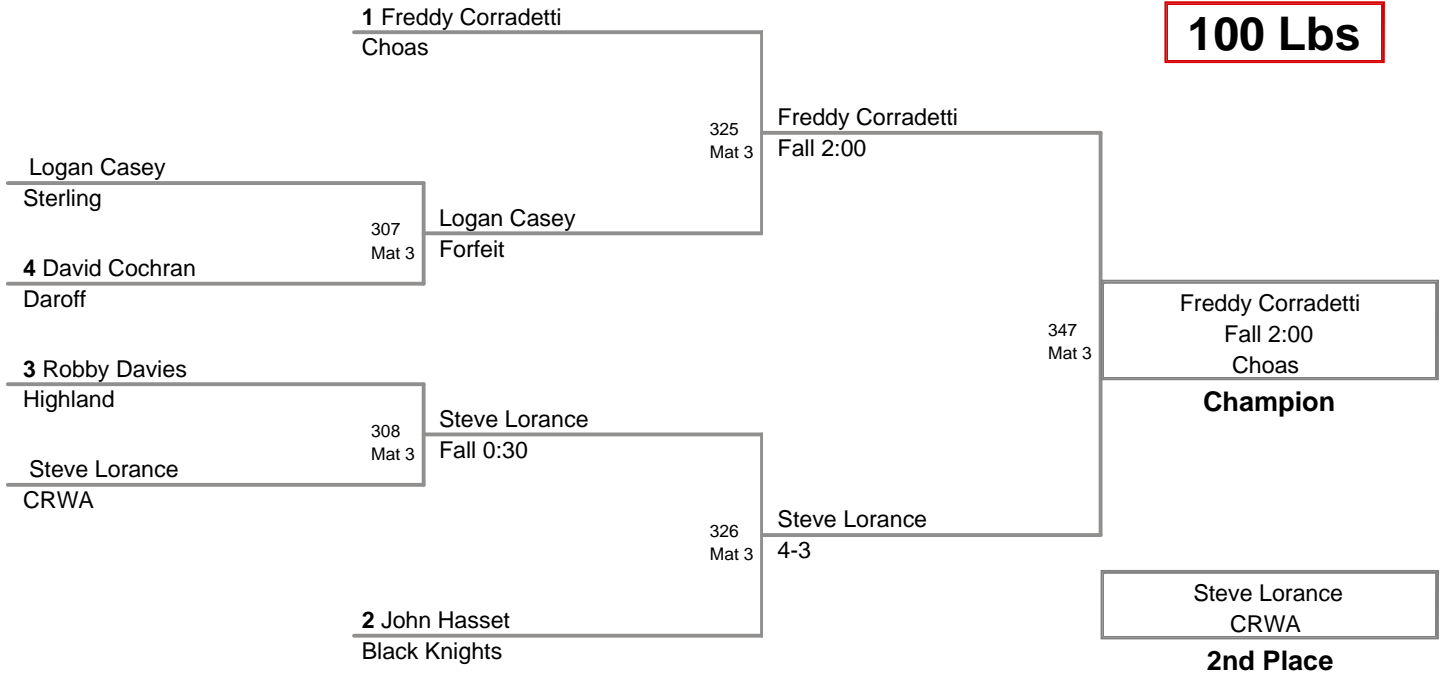 1 Freddy Corradetti
Choas
100 Lbs
325
Mat 3
Freddy Corradetti
Fall 2:00
Logan Casey
Sterling
307
Mat 3
Logan Casey
Forfeit
4 David Cochran
Daroff
347
Mat 3
Freddy Corradetti
Fall 2:00
Choas
Champion
3 Robby Davies
Highland
308
Mat 3
Steve Lorance
Fall 0:30
Steve Lorance
CRWA
326
Mat 3
Steve Lorance
4-3
2 John Hasset
Black Knights
Steve Lorance
CRWA
2nd Place